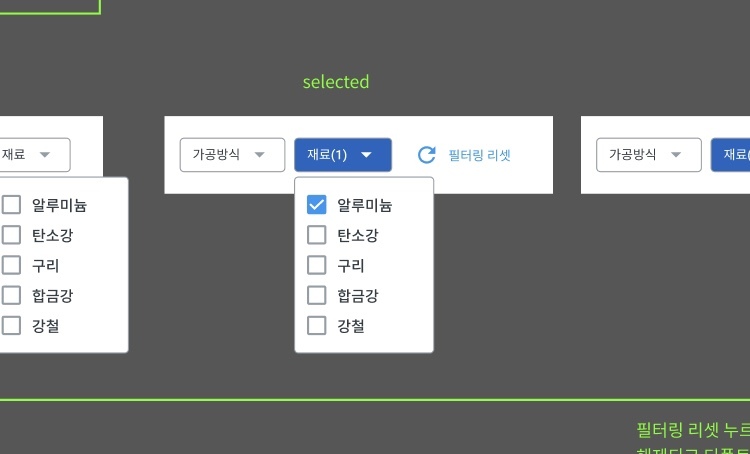 selected
재료
알루미늄
탄소강
구리
합금강
강철
가공방식
재료(1)
필터링 리셋
알루미늄
탄소강
구리
합금강
강철
가공방식
재료(
필터링 리셋 누르